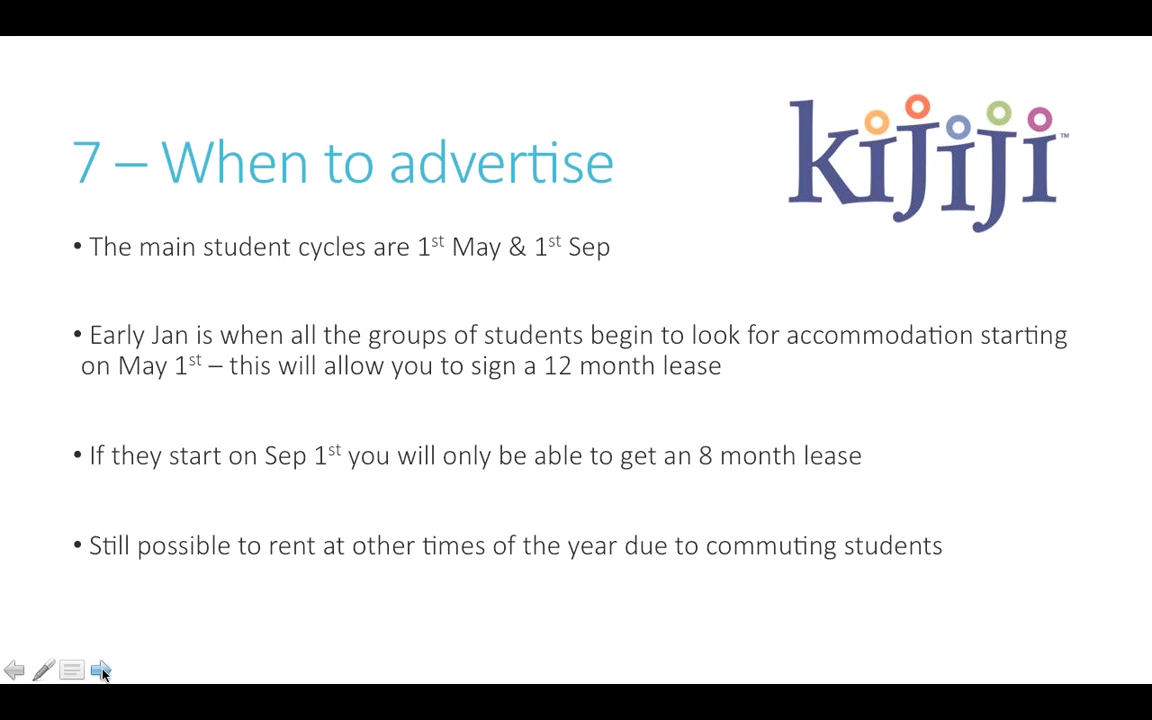 kijiji™
7 – When to advertise
• The main student cycles are 1st May & 1st Sep
• Early Jan is when all the groups of students begin to look for accommodation starting
on May 1st – this will allow you to sign a 12 month lease
• If they start on Sep 1st you will only be able to get an 8 month lease
• Still possible to rent at other times of the year due to commuting students